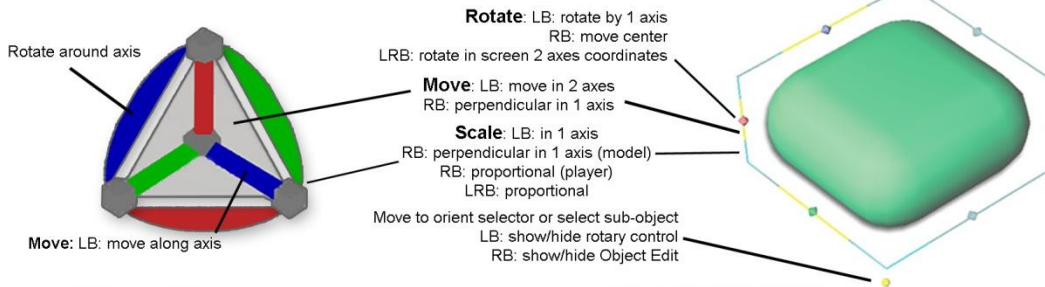 Rotate around axis
Move: LB: move along axis
Rotate: LB: rotate by 1 axis
RB: move center
LRB: rotate in screen 2 axes coordinates
Move: LB: move in 2 axes
RB: perpendicular in 1 axis
Scale: LB: in 1 axis
RB: perpendicular in 1 axis (model)
RB: proportional (player)
LRB: proportional
Move to orient selector or select sub-object
LB: show/hide rotary control
RB: show/hide Object Edit